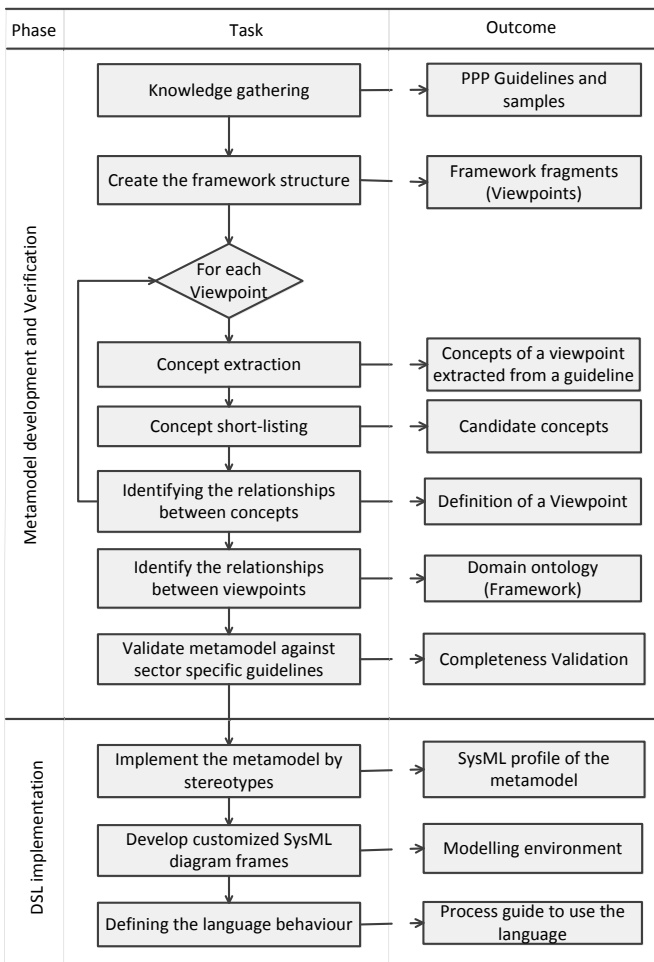 Phase
Task
Outcome
Metamodel development and Verification
Knowledge gathering
PPP Guidelines and
samples
Create the framework structure
Framework fragments
(Viewpoints)
For each
Viewpoint
Concept extraction
Concepts of a viewpoint
extracted from a guideline
Concept short-listing
Candidate concepts
Identifying the relationships
between concepts
Definition of a Viewpoint
Identify the relationships
between viewpoints
Domain ontology
(Framework)
Validate metamodel against
sector specific guidelines
Completeness Validation
DSL implementation
Implement the metamodel by
stereotypes
SysML profile of the
metamodel
Develop customized SysML
diagram frames
Modelling environment
Defining the language behaviour
Process guide to use the
language